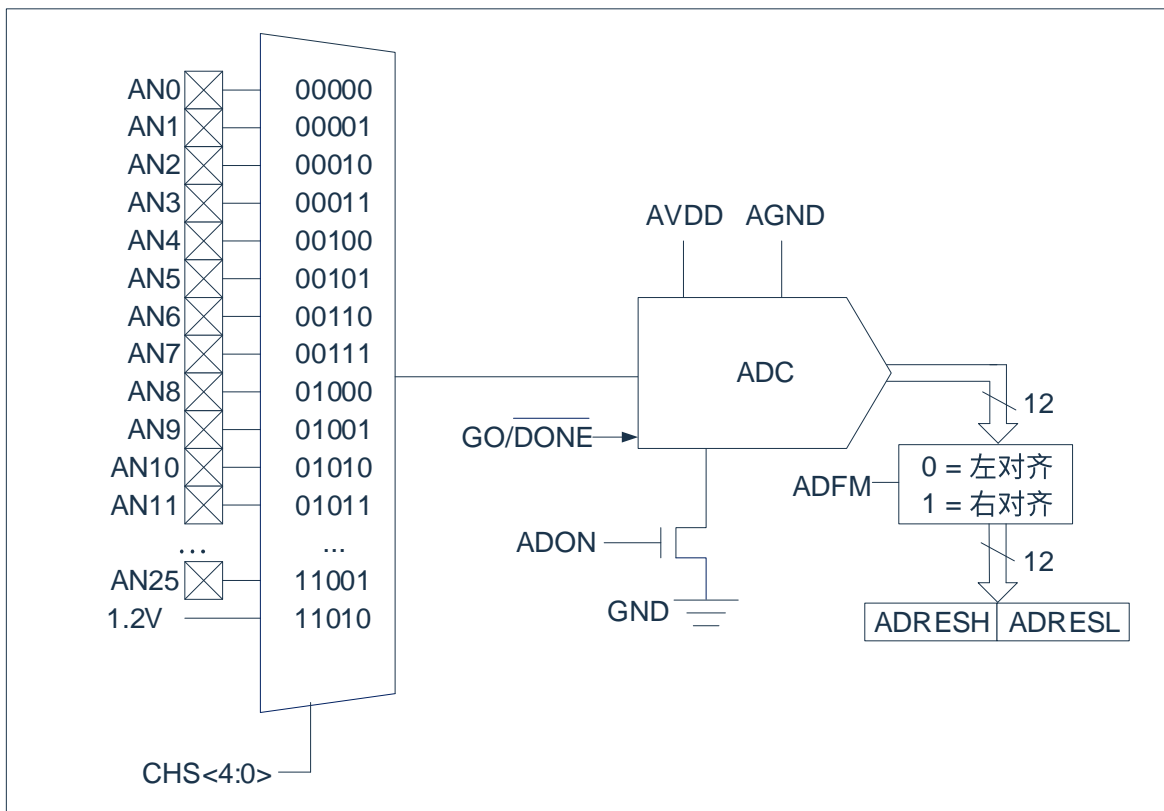 AN0 00000
AN1 00001
AN2 00010
AN3 00011
AN4 00100
AN5 00101
AN6 00110
AN7 00111
AN8 01000
AN9 01001
AN10 01010
AN11 01011
... ...
AN25 11001
1.2V 11010
CHS<4:0>
AVDD AGND
ADC
GO/DONE
12
ADFM
0 = 左对齐
1 = 右对齐
ADON
12
GND
ADRESH ADRESL